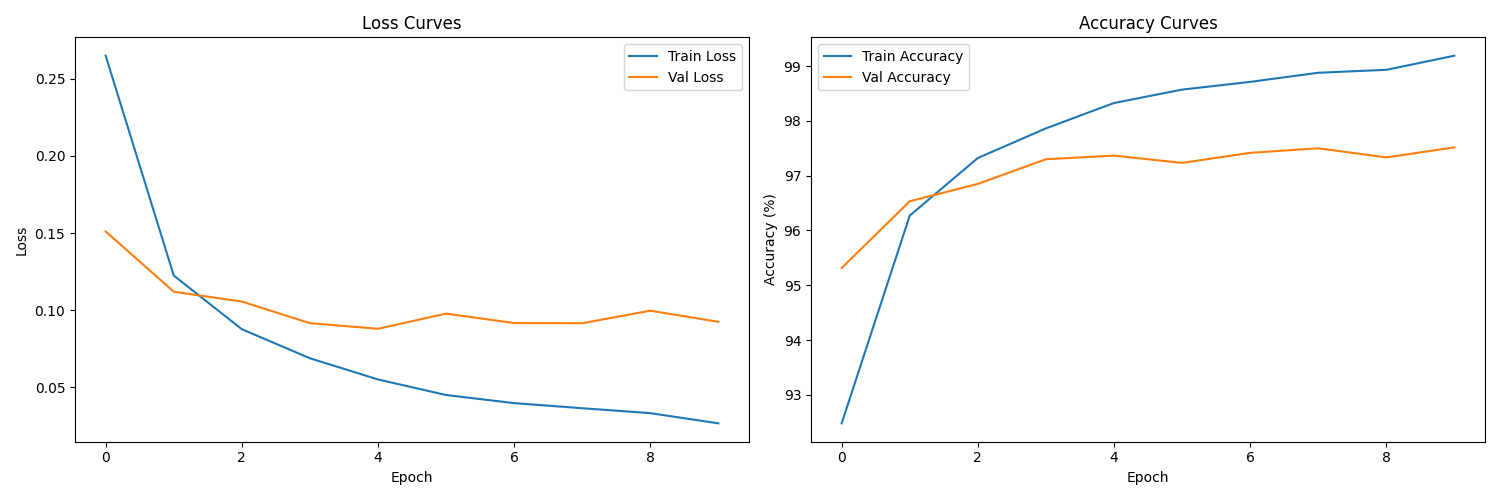 Loss Curves
Train Loss
Val Loss
0.25
0.20
0.15
0.10
0.05
Loss
0 2 4 6 8
Epoch
Accuracy Curves
Train Accuracy
Val Accuracy
99
98
97
96
95
94
93
Accuracy (%)
0 2 4 6 8
Epoch